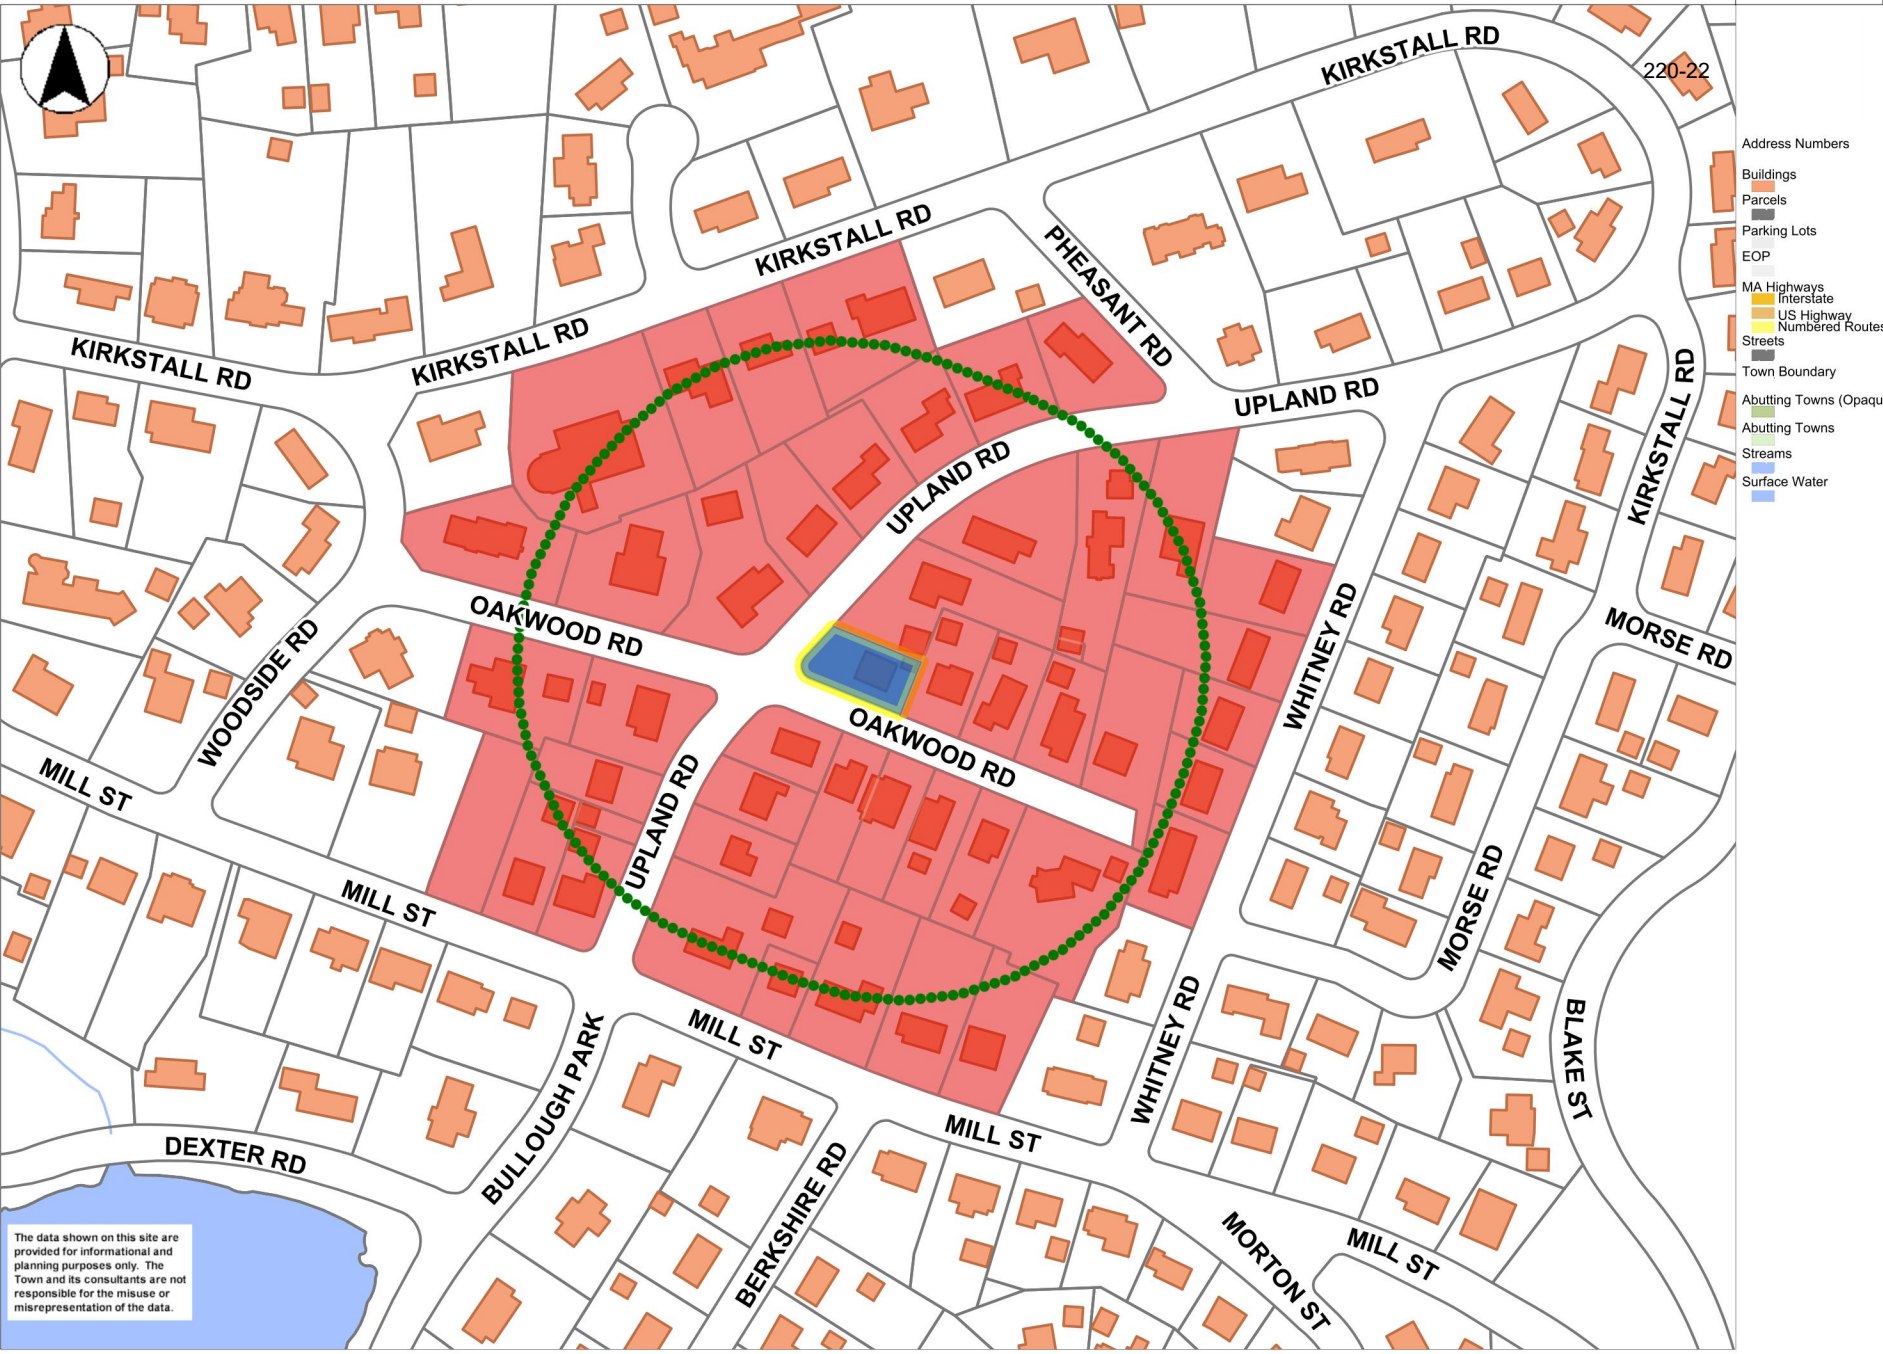 KIRKSTALL RD
220-22
KIRKSTALL RD
PHEASANT RD
KIRKSTALL RD
KIRKSTALL RD
UPLAND RD
KIRKSTALL RD
UPLAND RD
OAKWOOD RD
WHITNEY RD
MORSE RD
WOODSIDE RD
OAKWOOD RD
MILL ST
UPLAND RD
MILL ST
MORSE RD
MILL ST
WHITNEY RD
BLAKE ST
BULLOUGH PARK
MILL ST
DEXTER RD
BERKSHIRE RD
MORTON ST
MILL ST
The data shown on this site are
provided for informational and
planning purposes only. The
Town and its consultants are not
responsible for the misuse or
misrepresentation of the data.
Address Numbers
Buildings
Parcels
Parking Lots
EOP
MA Highways
Interstate
US Highway
Numbered Routes
Streets
Town Boundary
Abutting Towns (Opaqu
Abutting Towns
Streams
Surface Water